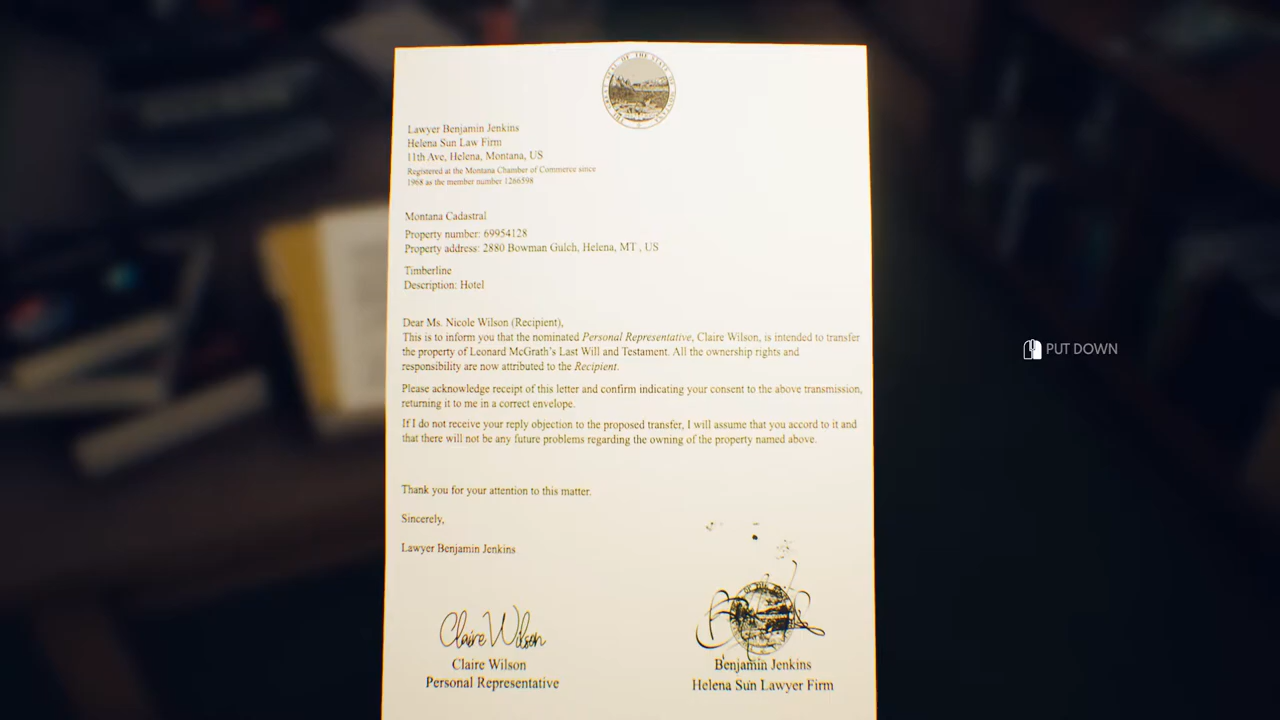 Lawyer Benjamin Jenkins
Helena Sun Law Firm
11th Ave, Helena, Montana, US
Registered at the Montana Chamber of Commerce since
1968 as the member number 1266598
Montana Cadastral
Property number: 69954128
Property address: 2880 Bowman Gulch, Helena, MT , US
Timberline
Description: Hotel
Dear Ms. Nicole Wilson (Recipient),
This is to inform you that the nominated Personal Representative, Claire Wilson, is intended to transfer
the property of Leonard McGrath's Last Will and Testament. All the ownership rights and
responsibility are now attributed to the Recipient.
Please acknowledge receipt of this letter and confirm indicating your consent to the above transmission,
returning it to me in a correct envelope.
If I do not receive your reply objection to the proposed transfer, I will assume that you accord to it and
that there will not be any future problems regarding the owning of the property named above.
Thank you for your attention to this matter.
Sincerely,
Lawyer Benjamin Jenkins
Claire Wilson
Claire Wilson
Personal Representative
Benjamin Jenkins
Helena Sun Lawyer Firm
PUT DOWN